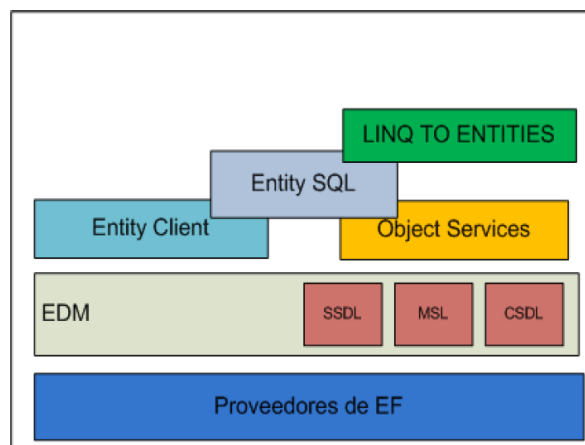 LINQ TO ENTITIES
Entity SQL
Entity Client
Object Services
EDM
SSDL
MSL
CSDL
Proveedores de EF